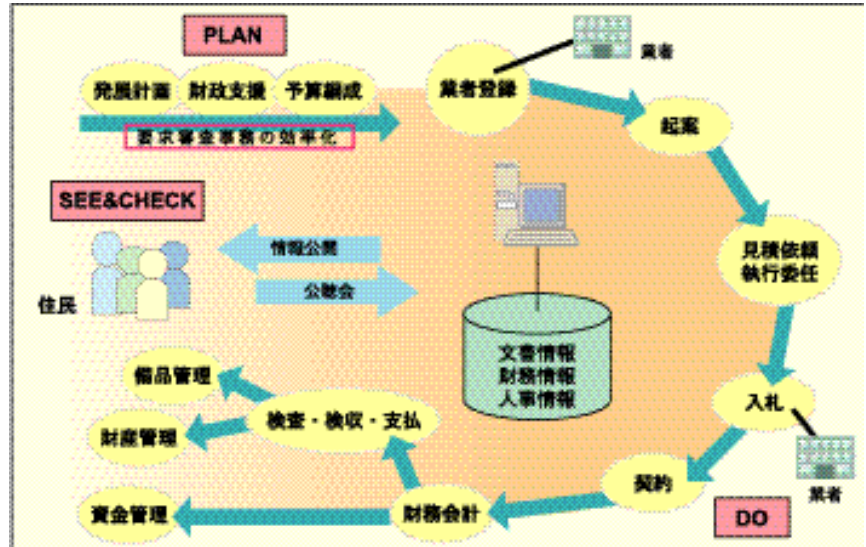 PLAN
業者
発展計画
財政支援
予算編成
業者登録
起案
要求審査事務の効率化
SEE&CHECK
情報公開
公聴会
住民
見積依頼
執行委任
文書情報
財務情報
人事情報
備品管理
検査・検収・支払
入札
財産管理
業者
契約
資金管理
財務会計
DO